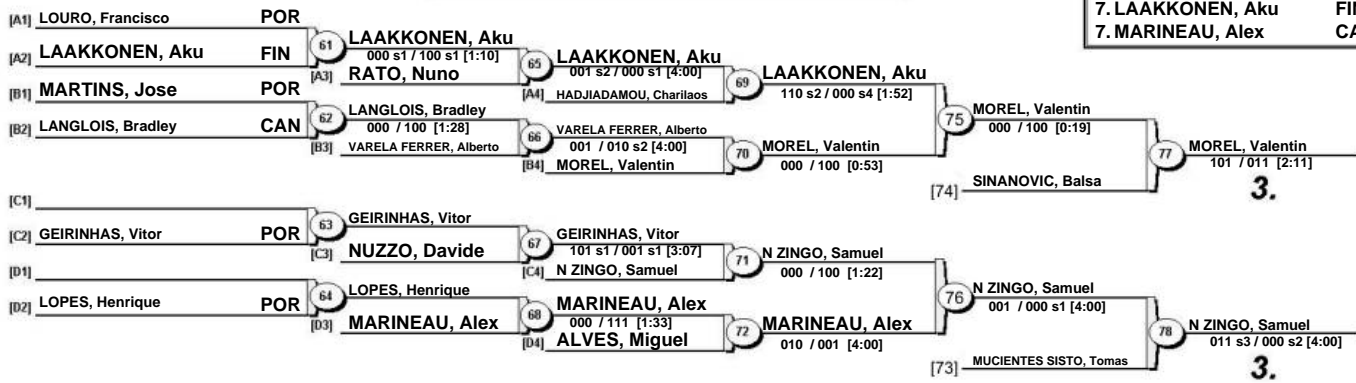 7. LAAKKONEN, Aku FIN
7. MARINEAU, Alex CA
[A1] LOURO, Francisco POR
[A2] LAAKKONEN, Aku FIN
61
LAAKKONEN, Aku
000 s1 / 100 s1 [1:10]
[A3] RATO, Nuno
65
LAAKKONEN, Aku
001 s2 / 000 s1 [4:00]
[A4] HADJIADAMOU, Charilaos
69
LAAKKONEN, Aku
110 s2 / 000 s4 [1:52]
[B1] MARTINS, Jose POR
[B2] LANGLOIS, Bradley CAN
62
LANGLOIS, Bradley
000 / 100 [1:28]
[B3] VARELA FERRER, Alberto
66
VARELA FERRER, Alberto
001 / 010 s2 [4:00]
[B4] MOREL, Valentin
70
MOREL, Valentin
000 / 100 [0:53]
75
MOREL, Valentin
000 / 100 [0:19]
[74] SINANOVIC, Balsa
77
MOREL, Valentin
101 / 011 [2:11]
3.
[C1]
[C2] GEIRINHAS, Vitor POR
63
GEIRINHAS, Vitor
[C3] NUZZO, Davide
67
GEIRINHAS, Vitor
101 s1 / 001 s1 [3:07]
[C4] N ZINGO, Samuel
71
N ZINGO, Samuel
000 / 100 [1:22]
[D1]
[D2] LOPES, Henrique POR
64
LOPES, Henrique
[D3] MARINEAU, Alex
68
MARINEAU, Alex
000 / 111 [1:33]
[D4] ALVES, Miguel
72
MARINEAU, Alex
010 / 001 [4:00]
76
N ZINGO, Samuel
001 / 000 s1 [4:00]
[73] MUCIENTES SISTO, Tomas
78
N ZINGO, Samuel
011 s3 / 000 s2 [4:00]
3.